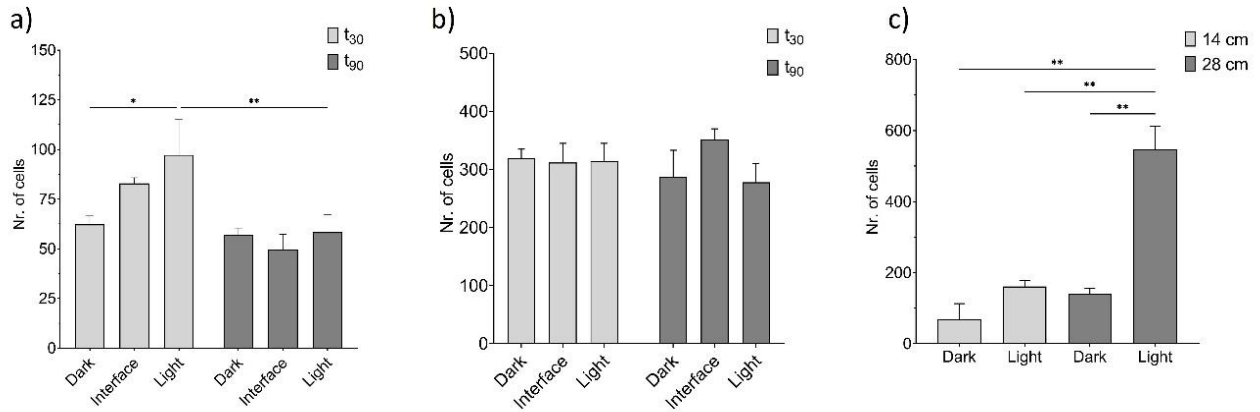 a)
t30
t90
150
125
100
75
50
25
0
Nr. of cells
* **
Dark Interface Light Dark Interface Light
b)
t30
t90
500
400
300
200
100
0
Nr. of cells
Dark Interface Light Dark Interface Light
c)
14 cm
28 cm
800
600
400
200
0
Nr. of cells
**
**
**
Dark Light Dark Light